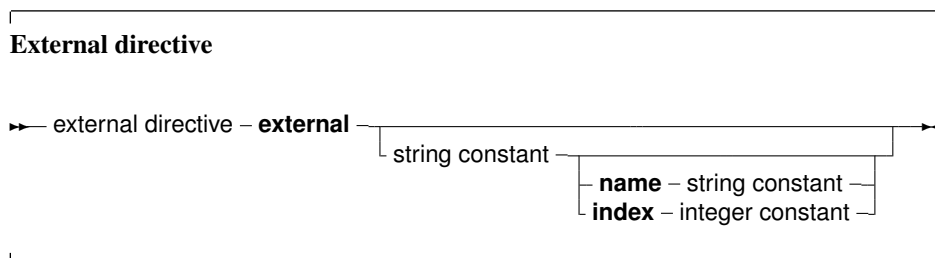 External directive
external directive – external
string constant
name – string constant
index – integer constant